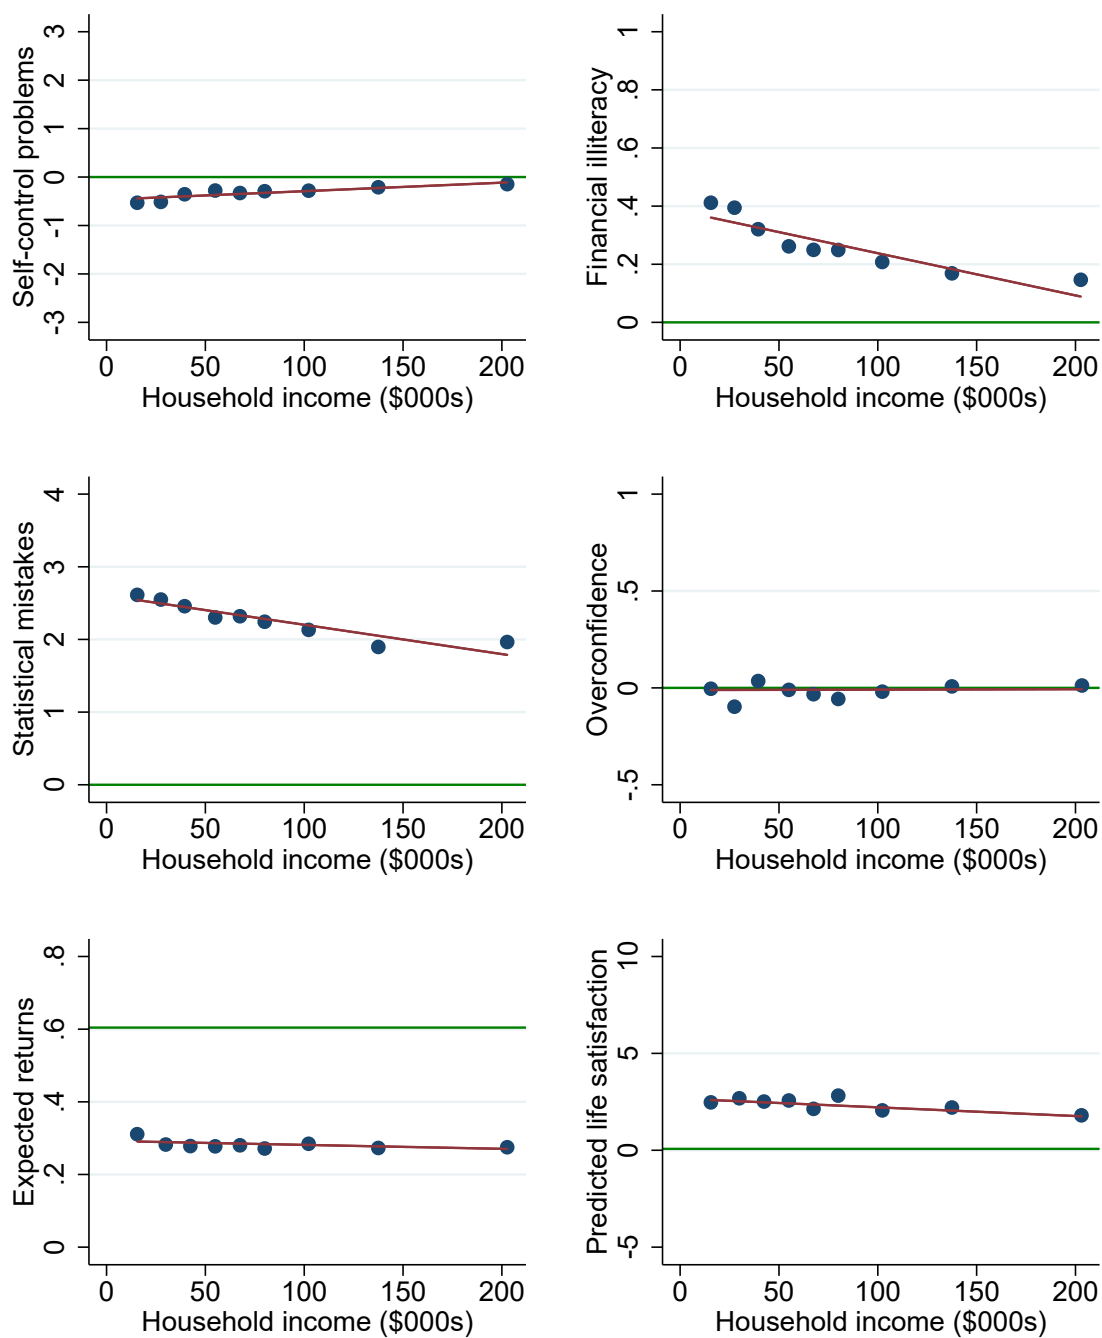 Self-control problems
3
2
1
0
-1
-2
-3
0 50 100 150 200
Household income ($000s)
Financial illiteracy
1
.8
.6
.4
.2
0
0 50 100 150 200
Household income ($000s)
Statistical mistakes
4
3
2
1
0
0 50 100 150 200
Household income ($000s)
Overconfidence
1
.5
0
-.5
0 50 100 150 200
Household income ($000s)
Expected returns
.8
.6
.4
.2
0
0 50 100 150 200
Household income ($000s)
Predicted life satisfaction
10
5
0
-5
0 50 100 150 200
Household income ($000s)